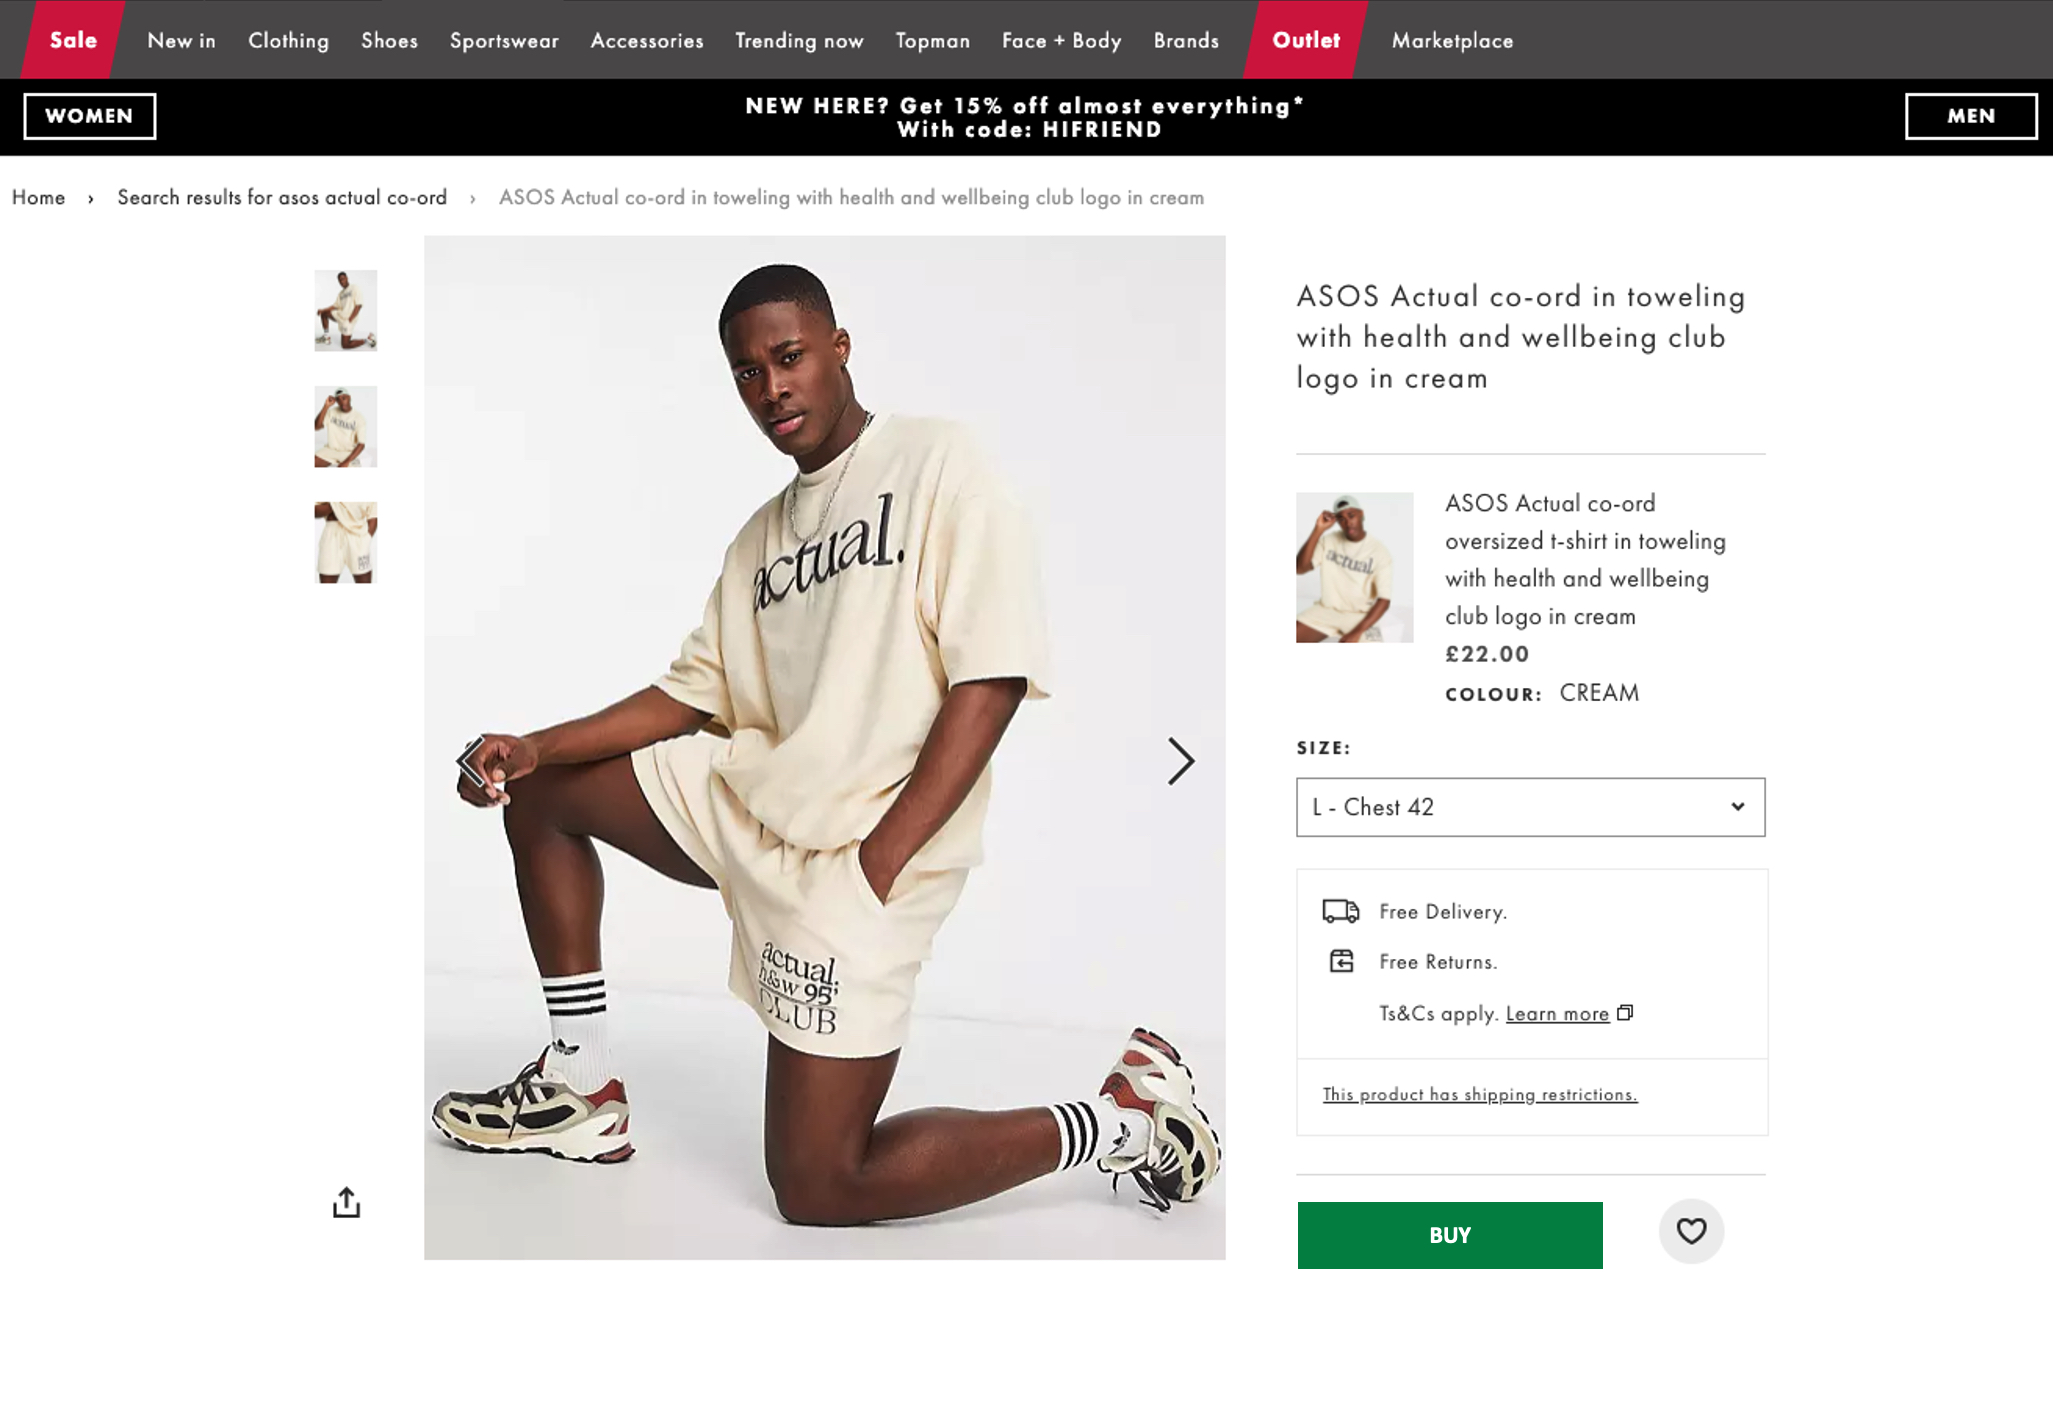 Sale New in Clothing Shoes Sportswear Accessories Trending now Topman Face + Body Brands Outlet Marketplace
WOMEN
NEW HERE? Get 15% off almost everything*
With code: HIFRIEND
MEN
Home › Search results for asos actual co-ord › ASOS Actual co-ord in toweling with health and wellbeing club logo in cream
actual.
actual.
h&w 95'
CLUB
ASOS Actual co-ord in toweling
with health and wellbeing club
logo in cream
actual
ASOS Actual co-ord
oversized t-shirt in toweling
with health and wellbeing
club logo in cream
£22.00
COLOUR: CREAM
SIZE:
L - Chest 42
Free Delivery.
Free Returns.
Ts&Cs apply. Learn more
This product has shipping restrictions.
BUY